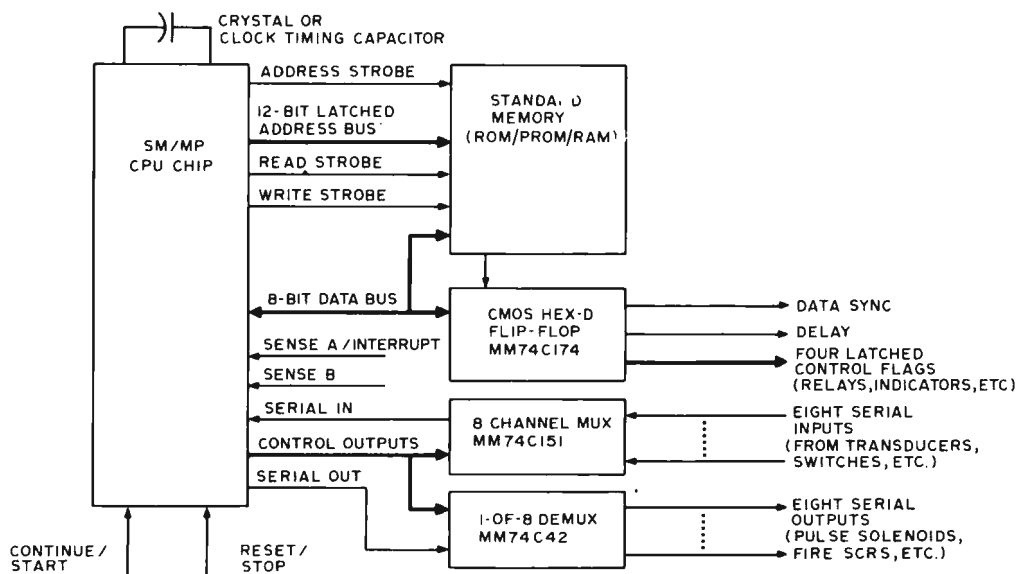 CRYSTAL OR
CLOCK TIMING CAPACITOR
SM/MP
CPU CHIP
ADDRESS STROBE
12-BIT LATCHED
ADDRESS BUS
READ STROBE
WRITE STROBE
8-BIT DATA BUS
SENSE A/INTERRUPT
SENSE B
SERIAL IN
CONTROL OUTPUTS
SERIAL OUT
CONTINUE/
START
RESET/
STOP
MEMORY
(ROM/PROM/RAM)
CMOS HEX-D
FLIP-FLOP
MM74C174
8 CHANNEL MUX
MM74C151
1-OF-8 DEMUX
MM74C42
DATA SYNC
DELAY
FOUR LATCHED
CONTROL FLAGS
(RELAYS,INDICATORS,ETC)
EIGHT SERIAL
INPUTS
(FROM TRANSDUCERS,
SWITCHES, ETC.)
EIGHT SERIAL
OUTPUTS
(PULSE SOLENOIDS,
FIRE SCRS, ETC.)